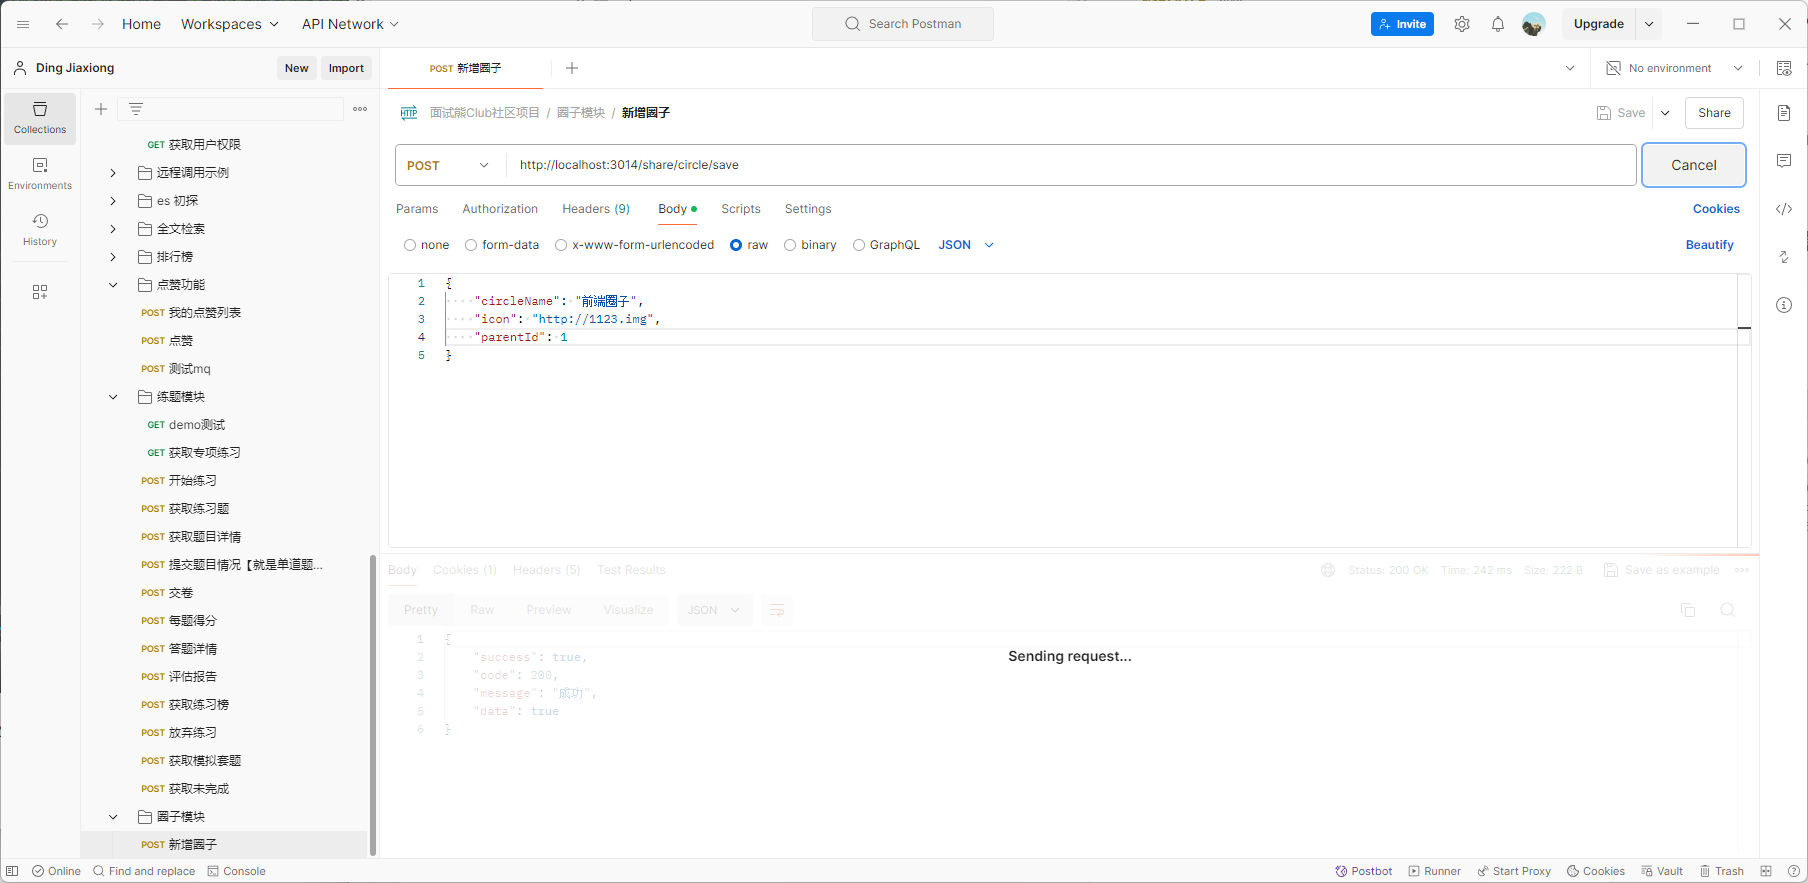 Home
Workspaces
API Network
Search Postman
Invite
Upgrade
Ding Jiaxiong
New
Import
POST 新增圈子
No environment
Collections
Environments
History
GET 获取用户权限
远程调用示例
es 初探
全文检索
排行榜
点赞功能
POST 我的点赞列表
POST 点赞
POST 测试mq
练题模块
GET demo测试
GET 获取专项练习
POST 开始练习
POST 获取练习题
POST 获取题目详情
POST 提交题目情况【就是单道题...
POST 交卷
POST 每题得分
POST 答题详情
POST 评估报告
POST 获取练习榜
POST 放弃练习
POST 获取模拟套题
POST 获取未完成
圈子模块
POST 新增圈子
HTTP 面试熊Club社区项目 / 圈子模块 / 新增圈子
Save
Share
POST
http://localhost:3014/share/circle/save
Cancel
Params
Authorization
Headers (9)
Body
Scripts
Settings
Cookies
none
form-data
x-www-form-urlencoded
raw
binary
GraphQL
JSON
Beautify
1 {
2 "circleName": "前端圈子",
3 "icon": "http://1123.img",
4 "parentId": 1
5 }
Body
Cookies (1)
Headers (5)
Test Results
Status: 200 OK
Time: 242 ms
Size: 222 B
Save as example
Pretty
Raw
Preview
Visualize
JSON
1 {
2 "success": true,
3 "code": 200,
4 "message": "成功",
5 "data": true
6 }
Sending request...
Online
Find and replace
Console
Postbot
Runner
Start Proxy
Cookies
Vault
Trash